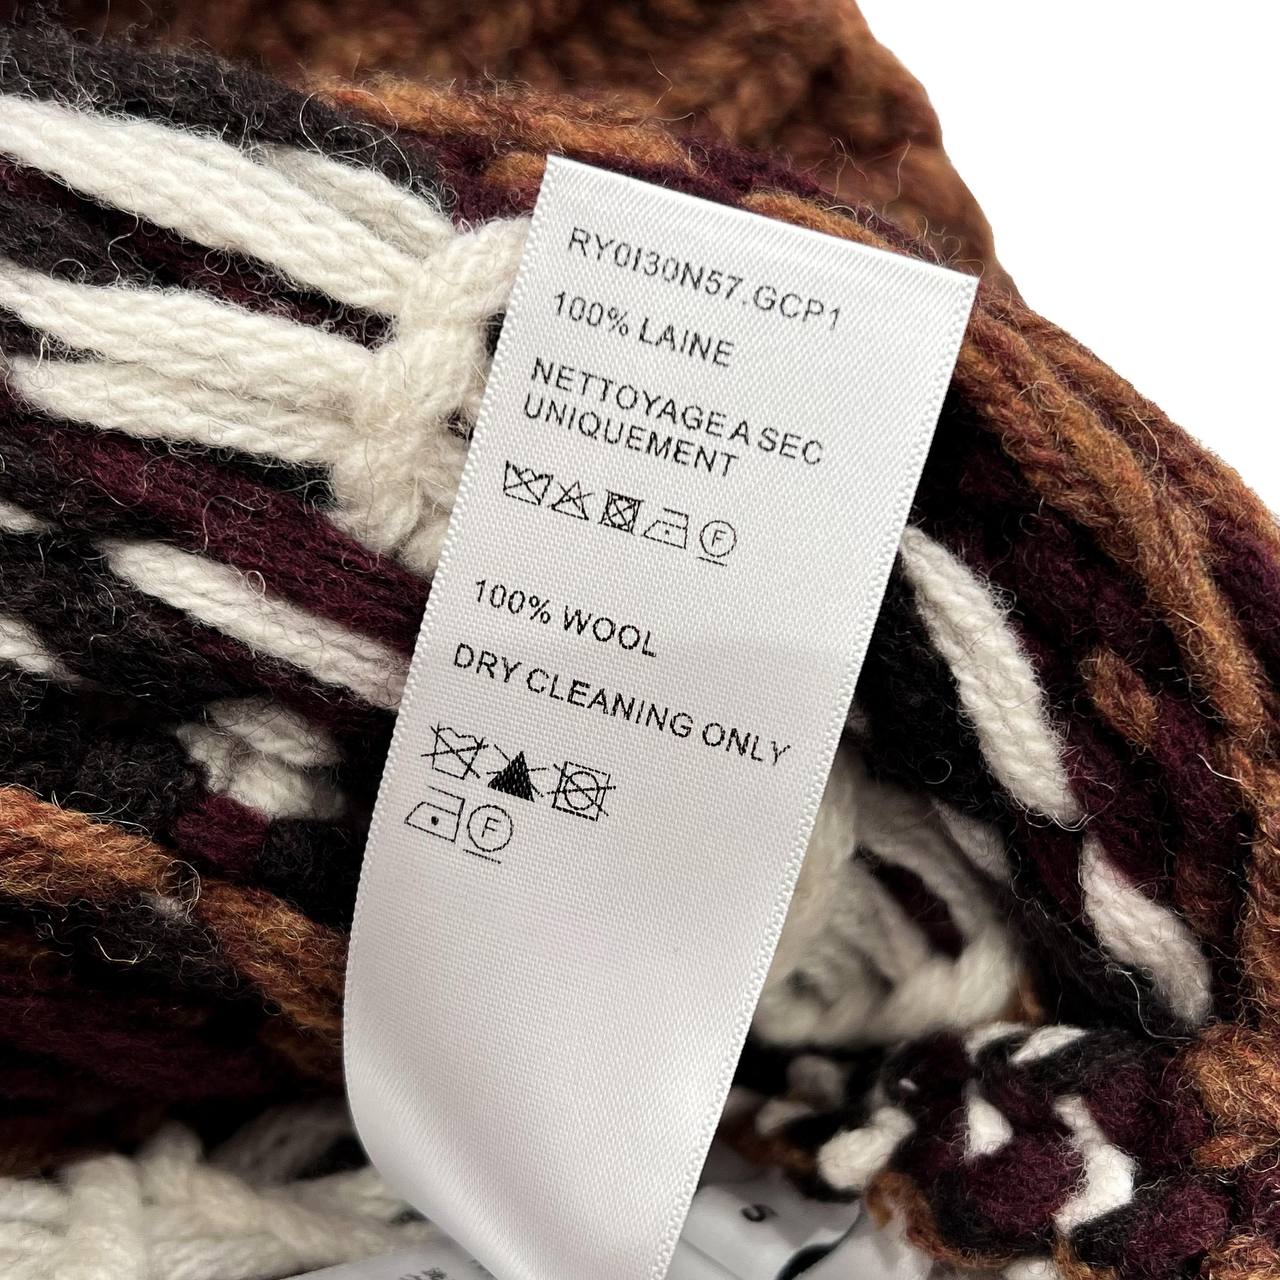 RY0I30N57.GCP1
100% LAINE
NETTOYAGE A SEC
UNIQUEMENT
F
100% WOOL
DRY CLEANING ONLY
F
S